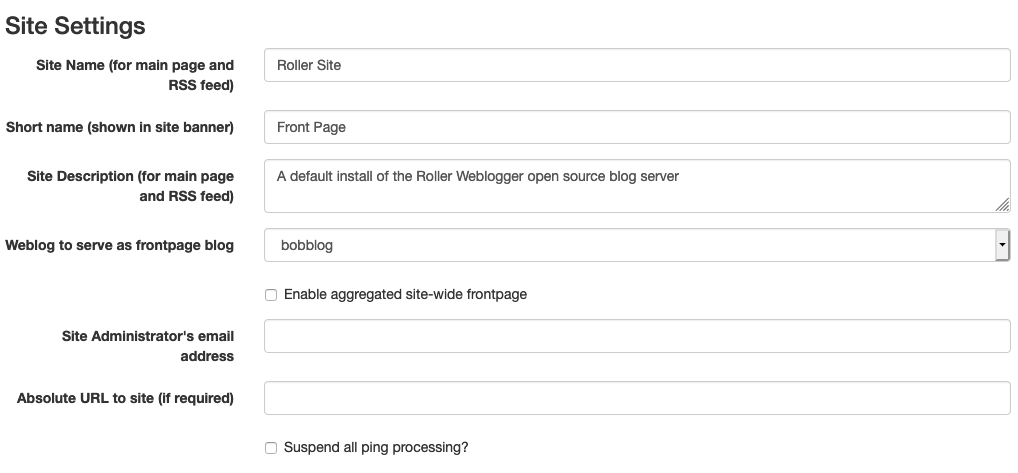 Site Settings
Site Name (for main page and
RSS feed)
Roller Site
Short name (shown in site banner)
Front Page
Site Description (for main page
and RSS feed)
A default install of the Roller Weblogger open source blog server
Weblog to serve as frontpage blog
bobblog
Enable aggregated site-wide frontpage
Site Administrator's email
address
Absolute URL to site (if required)
Suspend all ping processing?